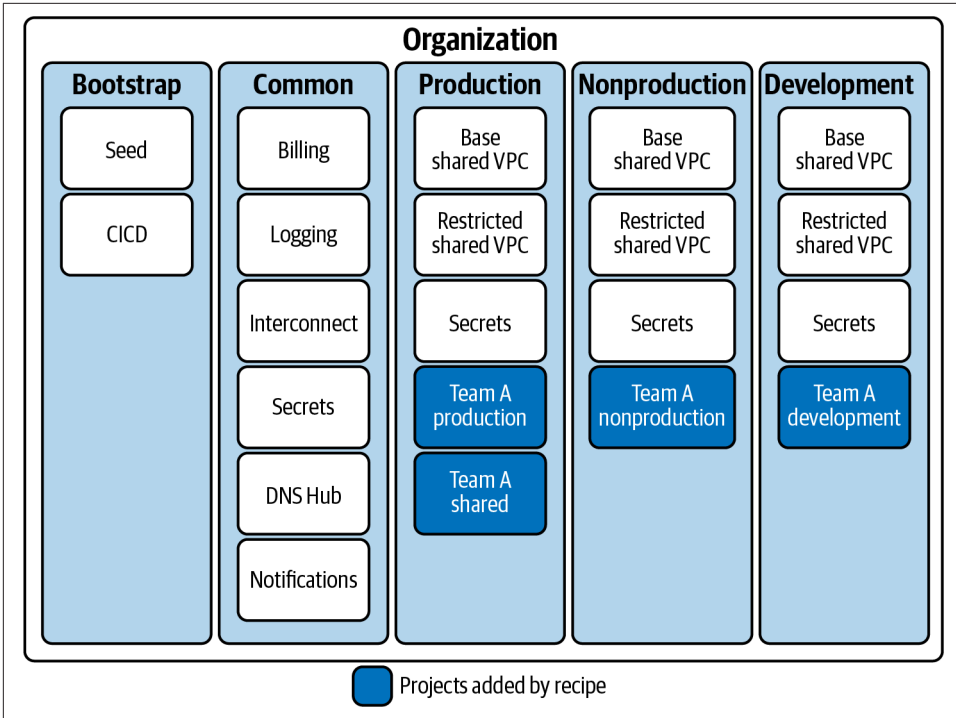 Organization
Bootstrap
Seed
CICD
Common
Billing
Logging
Interconnect
Secrets
DNS Hub
Notifications
Production
Base
shared VPC
Restricted
shared VPC
Secrets
Team A
production
Team A
shared
Nonproduction
Base
shared VPC
Restricted
shared VPC
Secrets
Team A
nonproduction
Development
Base
shared VPC
Restricted
shared VPC
Secrets
Team A
development
Projects added by recipe